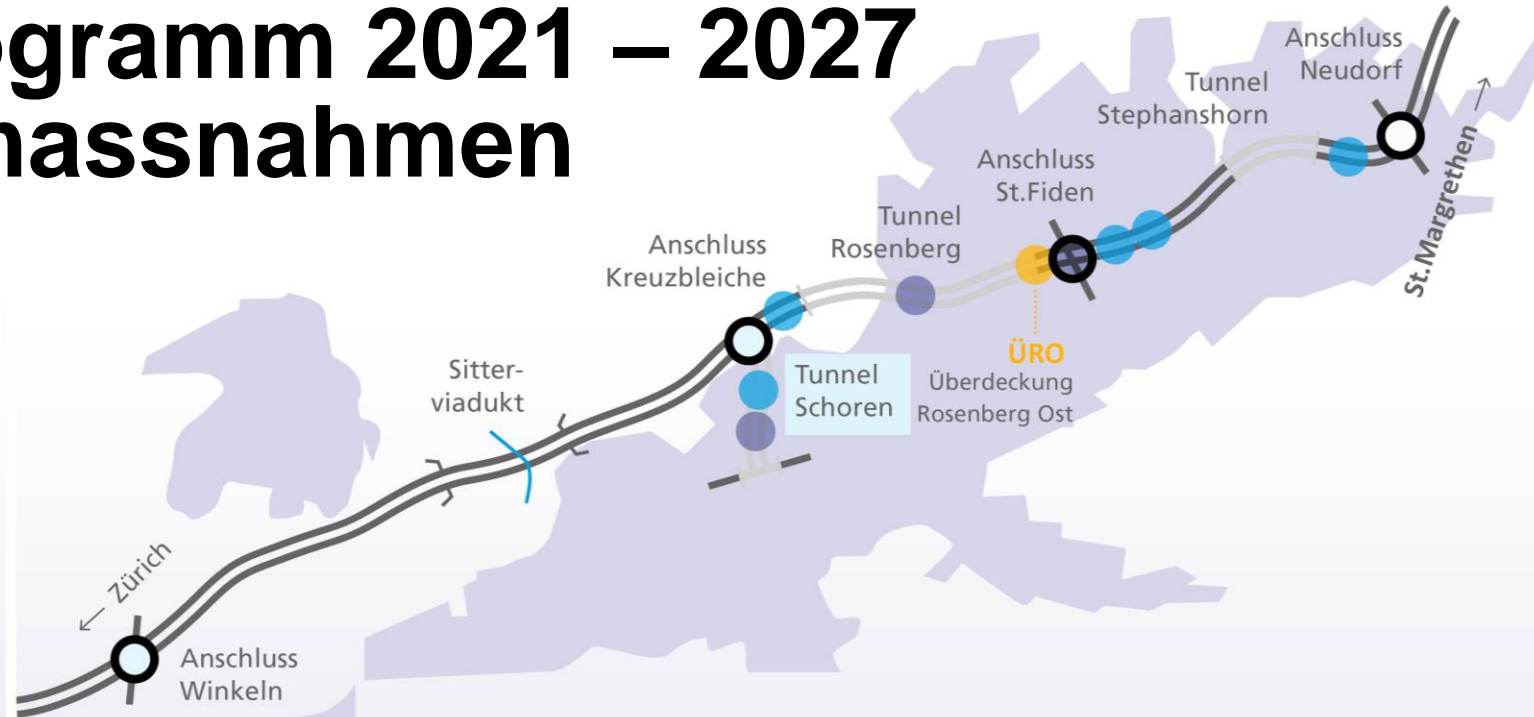 ogramm 2021 – 2027
massnahmen
Anschluss
Neudorf
Tunnel
Stephanshorn
St.Margrethen
Anschluss
St.Fiden
Tunnel
Rosenberg
Anschluss
Kreuzbleiche
ÜRO
Überdeckung
Rosenberg Ost
Tunnel
Schoren
Sitter-
viadukt
Zürich
Anschluss
Winkeln